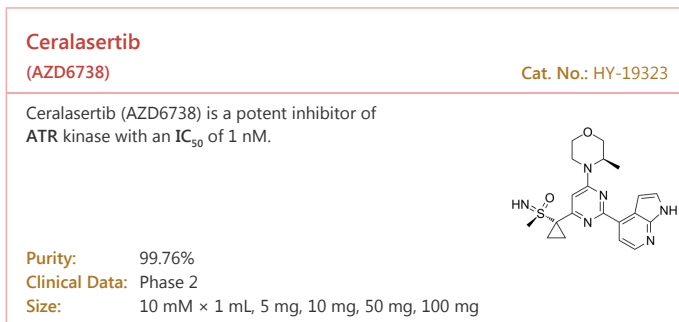 Ceralasertib
(AZD6738) Cat. No.: HY-19323
Ceralasertib (AZD6738) is a potent inhibitor of
ATR kinase with an IC₅₀ of 1 nM.
O
N
HN O
S N
N NH
N
Purity: 99.76%
Clinical Data: Phase 2
Size: 10 mM × 1 mL, 5 mg, 10 mg, 50 mg, 100 mg